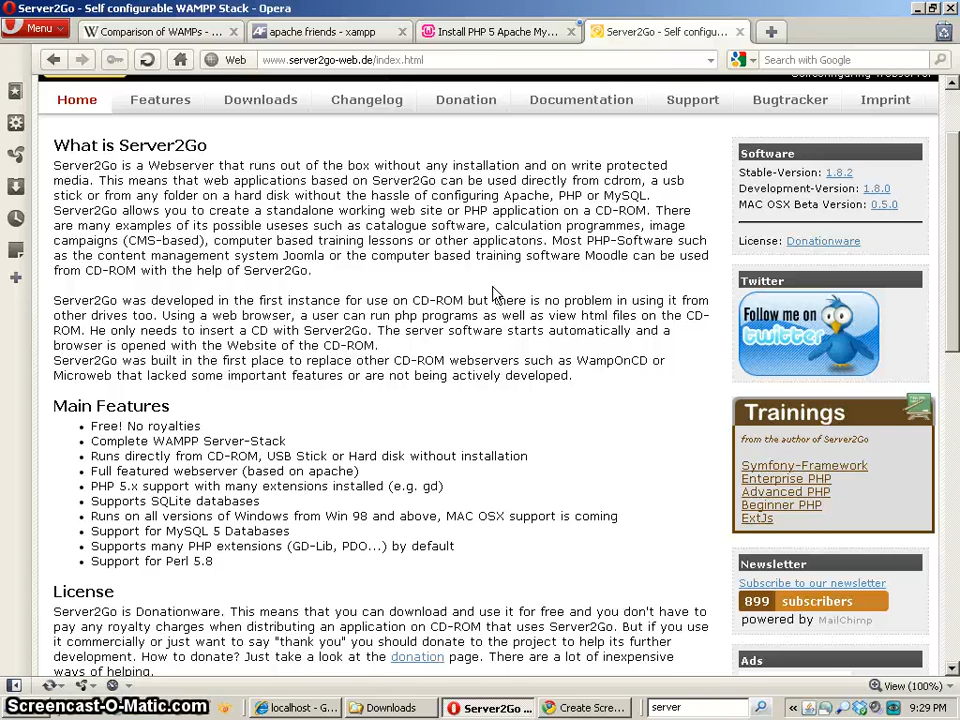 Server2Go - Self configurable WAMPP Stack - Opera
Menu
Comparison of WAMPs -
apache friends - xampp
Install PHP 5 Apache My...
Server2Go - Self configu...
Web
www.server2go-web.de/index.html
Search with Google
Home
Features
Downloads
Changelog
Donation
Documentation
Support
Bugtracker
Imprint
What is Server2Go
Server2Go is a Webserver that runs out of the box without any installation and on write protected
media. This means that web applications based on Server2Go can be used directly from cdrom, a usb
stick or from any folder on a hard disk without the hassle of configuring Apache, PHP or MySQL.
Server2Go allows you to create a standalone working web site or PHP application on a CD-ROM. There
are many examples of its possible useses such as catalogue software, calculation programmes, image
campaigns (CMS-based), computer based training lessons or other applicatons. Most PHP-Software such
as the content management system Joomla or the computer based training software Moodle can be used
from CD-ROM with the help of Server2Go.
Server2Go was developed in the first instance for use on CD-ROM but there is no problem in using it from
other drives too. Using a web browser, a user can run php programs as well as view html files on the CD-
ROM. He only needs to insert a CD with Server2Go. The server software starts automatically and a
browser is opened with the Website of the CD-ROM.
Server2Go was built in the first place to replace other CD-ROM webservers such as WampOnCD or
Microweb that lacked some important features or are not being actively developed.
Main Features
Free! No royalties
Complete WAMPP Server-Stack
Runs directly from CD-ROM, USB Stick or Hard disk without installation
Full featured webserver (based on apache)
PHP 5.x support with many extensions installed (e.g. gd)
Supports SQLite databases
Runs on all versions of Windows from Win 98 and above, MAC OSX support is coming
Support for MySQL 5 Databases
Supports many PHP extensions (GD-Lib, PDO...) by default
Support for Perl 5.8
License
Server2Go is Donationware. This means that you can download and use it for free and you don't have to
pay any royalty charges when distributing an application on CD-ROM that uses Server2Go. But if you use
it commercially or just want to say "thank you" you should donate to the project to help its further
development. How to donate? Just take a look at the donation page. There are a lot of inexpensive
ways of helping.
Software
Stable-Version: 1.8.2
Development-Version: 1.8.0
MAC OSX Beta Version: 0.5.0
License: Donationware
Twitter
Follow me on
twitter
Trainings
from the author of Server2Go
Symfony-Framework
Enterprise PHP
Advanced PHP
Beginner PHP
ExtJs
Newsletter
Subscribe to our newsletter
899 subscribers
powered by MailChimp
Ads
View (100%)
Screencast-O-Matic.com
localhost - G...
Downloads
Server2Go ...
Create Scre...
server
9:29 PM